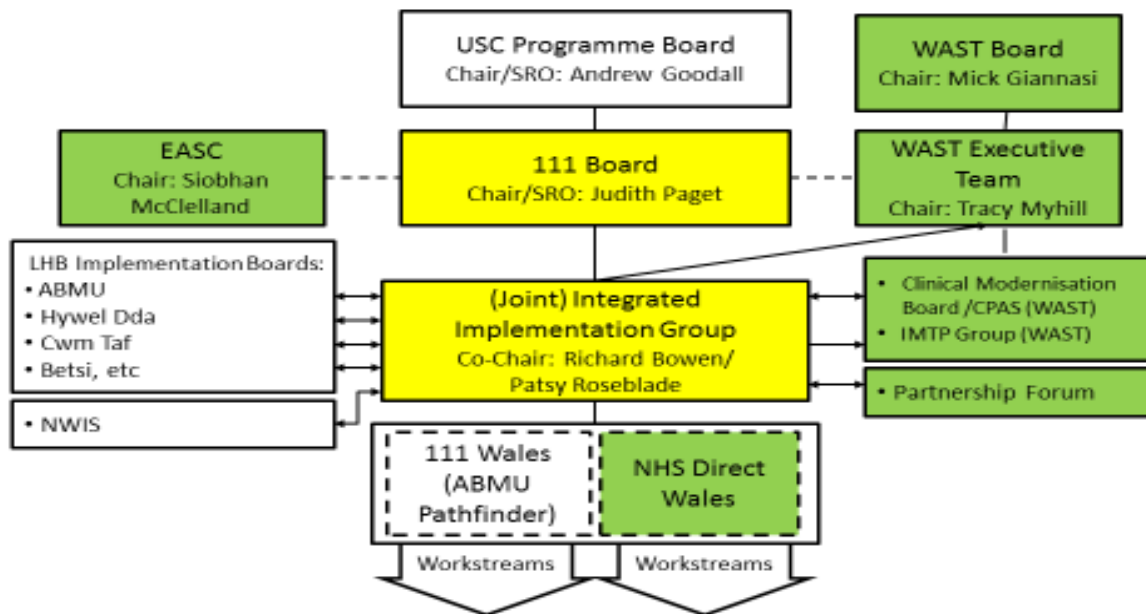 USC Programme Board
Chair/SRO: Andrew Goodall
WAST Board
Chair: Mick Giannasi
EASC
Chair: Siobhan
McClelland
111 Board
Chair/SRO: Judith Paget
WAST Executive
Team
Chair: Tracy Myhill
LHB Implementation Boards:
• ABMU
• Hywel Dda
• Cwm Taf
• Betsi, etc
(Joint) Integrated
Implementation Group
Co-Chair: Richard Bowen/
Patsy Roseblade
• Clinical Modernisation
Board /CPAS (WAST)
• IMTP Group (WAST)
• Partnership Forum
• NWIS
111 Wales
(ABMU
Pathfinder)
NHS Direct
Wales
Workstreams
Workstreams